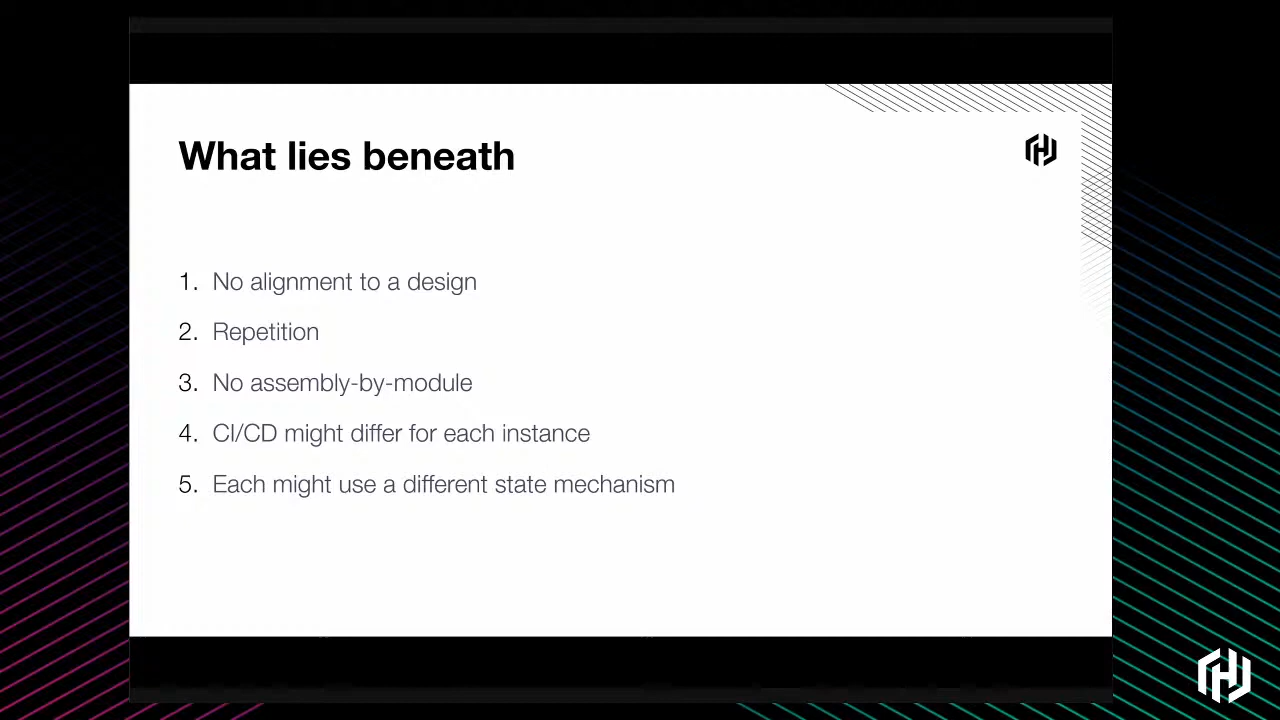 What lies beneath
1. No alignment to a design
2. Repetition
3. No assembly-by-module
4. CI/CD might differ for each instance
5. Each might use a different state mechanism